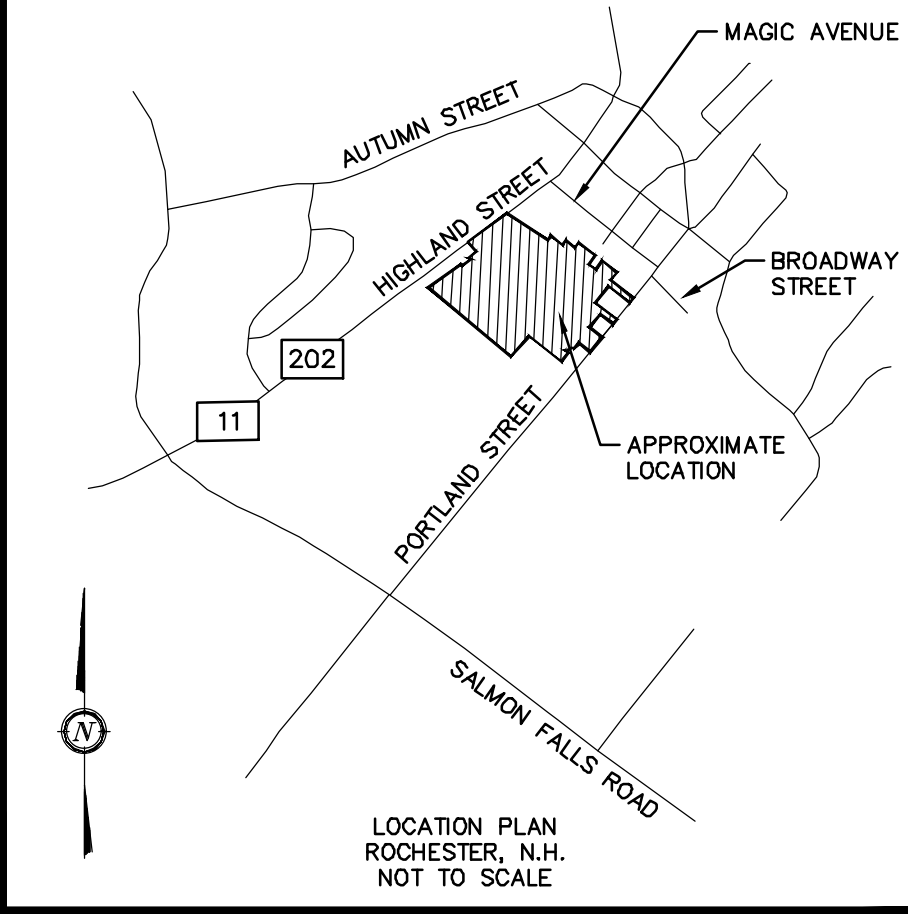 MAGIC AVENUE
AUTUMN STREET
HIGHLAND STREET
BROADWAY
STREET
202
11
APPROXIMATE
LOCATION
PORTLAND STREET
SALMON FALLS ROAD
N
LOCATION PLAN
ROCHESTER, N.H.
NOT TO SCALE